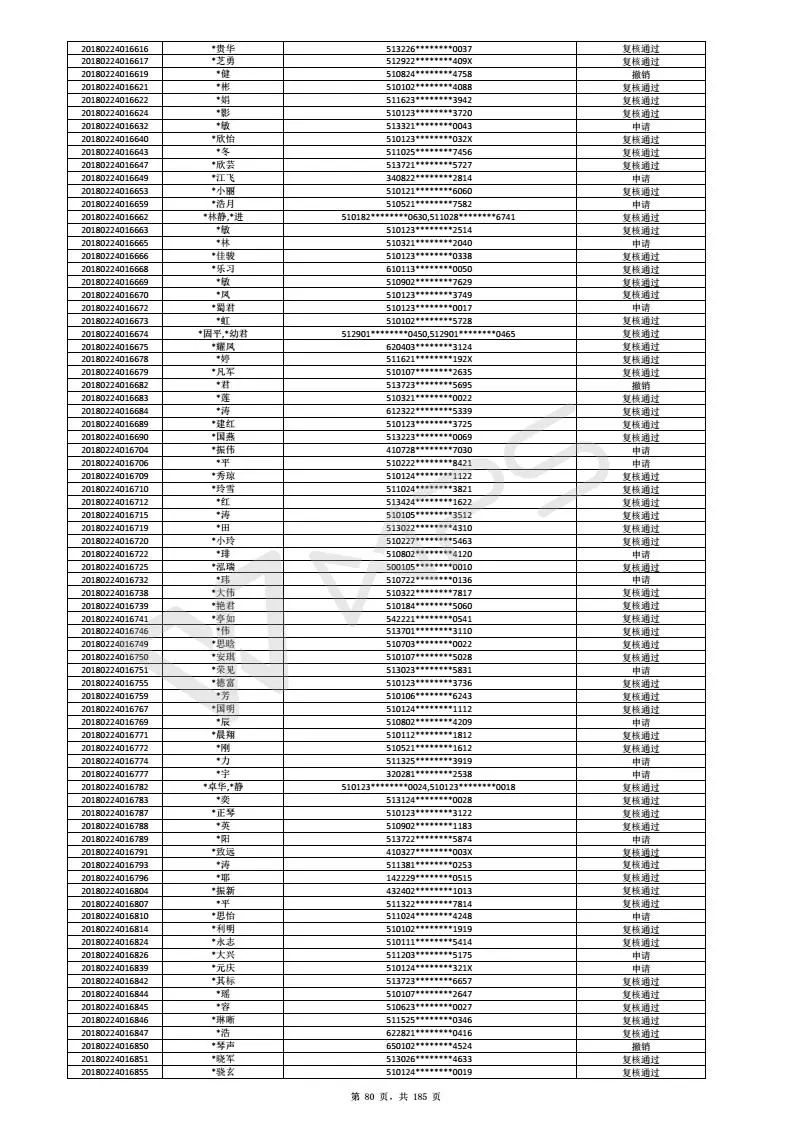 20180224016616 *贵华 513226********0037 复核通过
20180224016617 *芝勇 512922********409X 复核通过
20180224016619 *健 510824********4758 撤销
20180224016621 *彬 510102********4088 复核通过
20180224016622 *娟 511623********3942 复核通过
20180224016624 *影 510123********3720 复核通过
20180224016632 *敏 513321********0043 申请
20180224016640 *欣怡 510123********032X 复核通过
20180224016643 *冬 511025********7456 复核通过
20180224016647 *欣芸 513721********5727 复核通过
20180224016649 *江飞 340822********2814 申请
20180224016653 *小丽 510121********6060 复核通过
20180224016659 *浩月 510521********7582 申请
20180224016662 *林静,*进 510182********0630,511028********6741 复核通过
20180224016663 *敏 510123********2514 复核通过
20180224016665 *林 510321********2040 申请
20180224016666 *佳骏 510123********0338 复核通过
20180224016668 *乐习 610113********0050 复核通过
20180224016669 *敏 510902********7629 复核通过
20180224016670 *凤 510123********3749 复核通过
20180224016672 *蜀君 510123********0017 申请
20180224016673 *虹 510102********5728 复核通过
20180224016674 *固平,*幼君 512901********0450,512901********0465 复核通过
20180224016675 *耀凤 620403********3124 复核通过
20180224016678 *婷 511621********192X 复核通过
20180224016679 *凡军 510107********2635 复核通过
20180224016682 *君 513723********5695 撤销
20180224016683 *莲 510321********0022 复核通过
20180224016684 *涛 612322********5339 复核通过
20180224016689 *建红 510123********3725 复核通过
20180224016690 *国燕 513223********0069 复核通过
20180224016704 *振伟 410728********7030 申请
20180224016706 *平 510222********8421 申请
20180224016709 *秀琼 510124********1122 复核通过
20180224016710 *玲雪 511024********3821 复核通过
20180224016712 *红 513424********1622 复核通过
20180224016715 *涛 510105********3512 复核通过
20180224016719 *田 513022********4310 复核通过
20180224016720 *小玲 510227********5463 复核通过
20180224016722 *琲 510802********4120 申请
20180224016725 *泓瑞 500105********0010 复核通过
20180224016732 *玮 510722********0136 申请
20180224016738 *大伟 510322********7817 复核通过
20180224016739 *艳君 510184********5060 复核通过
20180224016741 *亭如 542221********0541 复核通过
20180224016746 *伟 513701********3110 复核通过
20180224016749 *思晗 510703********0022 复核通过
20180224016750 *安琪 510107********5028 复核通过
20180224016751 *荣见 513023********5831 申请
20180224016755 *德富 510123********3736 复核通过
20180224016759 *芳 510106********6243 复核通过
20180224016767 *国明 510124********1112 复核通过
20180224016769 *辰 510802********4209 申请
20180224016771 *晨翔 510112********1812 复核通过
20180224016772 *刚 510521********1612 复核通过
20180224016774 *力 511325********3919 申请
20180224016777 *宇 320281********2538 申请
20180224016782 *卓华,*静 510123********0024,510123********0018 复核通过
20180224016783 *奕 513124********0028 复核通过
20180224016787 *正琴 510123********3122 复核通过
20180224016788 *英 510902********1183 复核通过
20180224016789 *阳 513722********5874 申请
20180224016791 *致远 410327********003X 复核通过
20180224016793 *涛 511381********0253 复核通过
20180224016796 *耶 142229********0515 复核通过
20180224016804 *振新 432402********1013 复核通过
20180224016807 *平 511322********7814 复核通过
20180224016810 *思怡 511024********4248 申请
20180224016814 *利明 510102********1919 复核通过
20180224016824 *永志 510111********5414 复核通过
20180224016826 *大兴 511203********5175 申请
20180224016839 *元庆 510124********321X 申请
20180224016842 *其标 513723********6657 复核通过
20180224016844 *瑶 510107********2647 复核通过
20180224016845 *容 510623********0027 复核通过
20180224016846 *琳晰 511525********0346 复核通过
20180224016847 *浩 622821********0416 复核通过
20180224016850 *琴声 650102********4524 撤销
20180224016851 *晓军 513026********4633 复核通过
20180224016855 *骁玄 510124********0019 复核通过
第 80 页，共 185 页